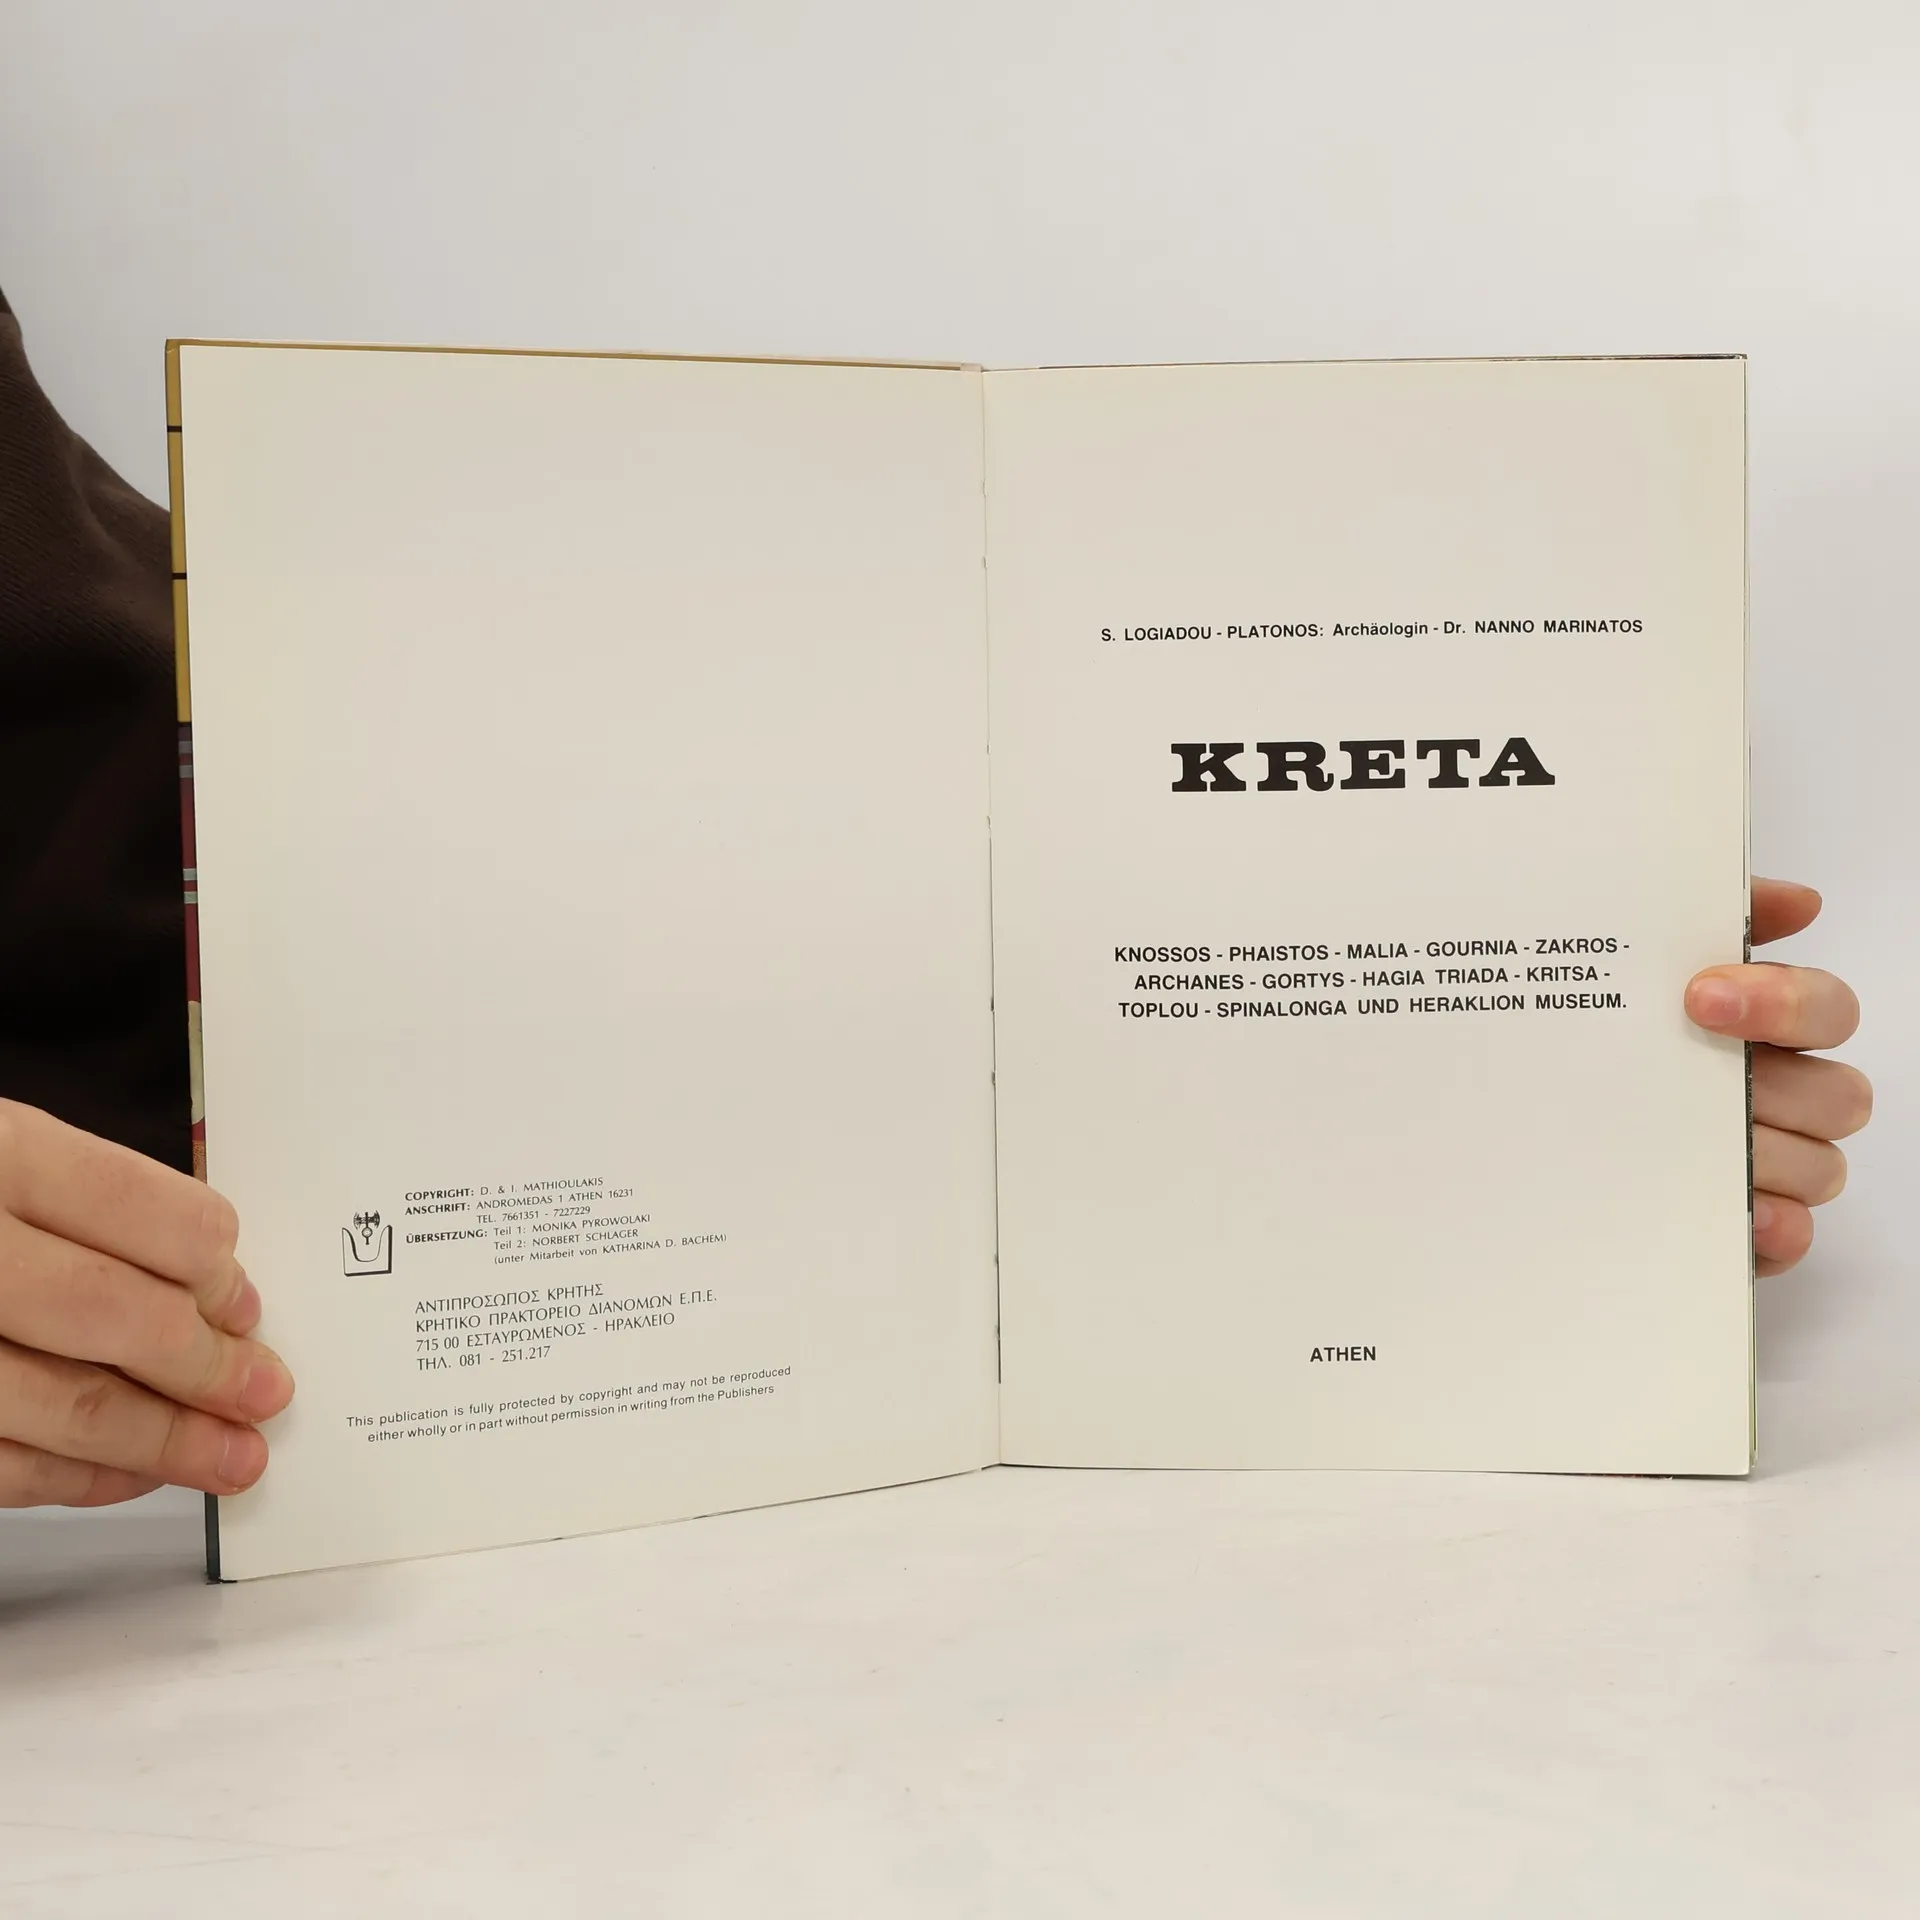 COPYRIGHT: D. & I. MATHIOULAKIS
ANSCHRIFT: ANDROMEDAS 1 ATHEN 16231
TEL. 7661351 - 7227229
ÜBERSETZUNG: Teil 1: MONIKA PYROWOLAKI
Teil 2: NORBERT SCHLAGER
(unter Mitarbeit von KATHARINA D. BACHEM)
ΑΝΤΙΠΡΟΣΩΠΟΣ ΚΡΗΤΗΣ
ΚΡΗΤΙΚΟ ΠΡΑΚΤΟΡΕΙΟ ΔΙΑΝΟΜΩΝ Ε.Π.Ε.
715 00 ΕΣΤΑΥΡΩΜΕΝΟΣ - ΗΡΑΚΛΕΙΟ
ΤΗΛ. 081 - 251.217
This publication is fully protected by copyright and may not be reproduced
either wholly or in part without permission in writing from the Publishers
S. LOGIADOU - PLATONOS: Archäologin - Dr. NANNO MARINATOS
KRETA
KNOSSOS - PHAISTOS - MALIA - GOURNIA - ZAKROS -
ARCHANES - GORTYS - HAGIA TRIADA - KRITSA -
TOPLOU - SPINALONGA UND HERAKLION MUSEUM.
ATHEN